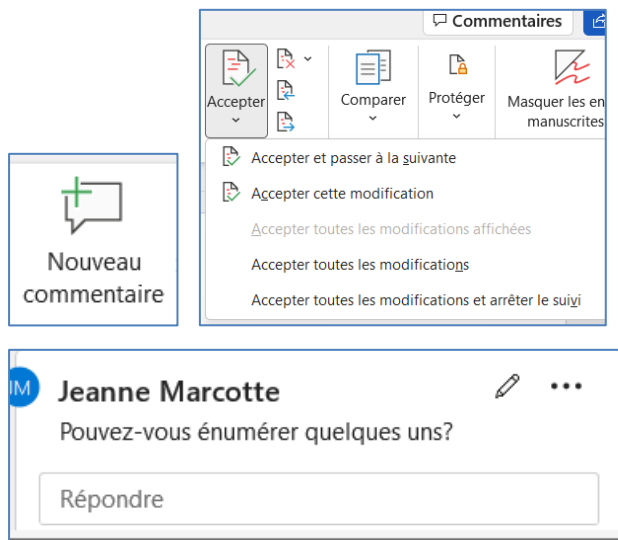 Commentaires
Accepter
Comparer
Protéger
Masquer les en
manuscrites
Accepter et passer à la suivante
Accepter cette modification
Accepter toutes les modifications affichées
Accepter toutes les modifications
Accepter toutes les modifications et arrêter le suivi
Nouveau
commentaire
JM
Jeanne Marcotte
Pouvez-vous énumérer quelques uns?
Répondre